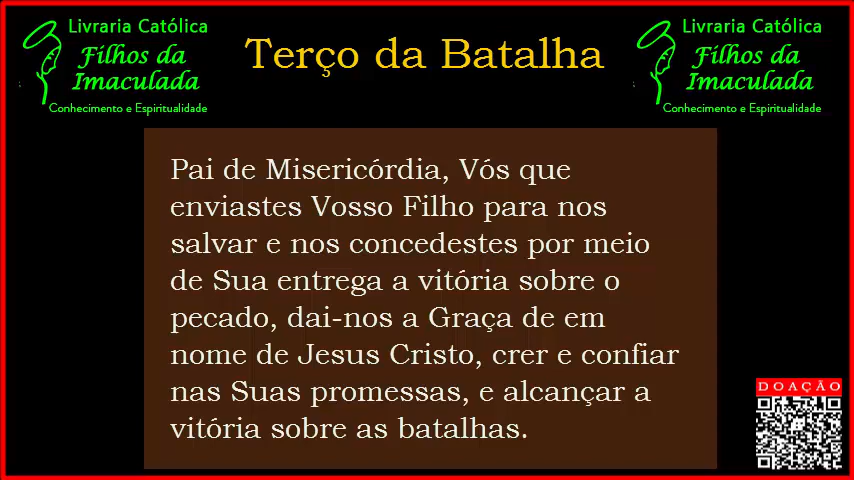 Livraria Católica
Filhos da
Imaculada
Conhecimento e Espiritualidade
Terço da Batalha
Livraria Católica
Filhos da
Imaculada
Conhecimento e Espiritualidade
Pai de Misericórdia, Vós que
enviastes Vosso Filho para nos
salvar e nos concedestes por meio
de Sua entrega a vitória sobre o
pecado, dai-nos a Graça de em
nome de Jesus Cristo, crer e confiar
nas Suas promessas, e alcançar a
vitória sobre as batalhas.
DOAÇÃO